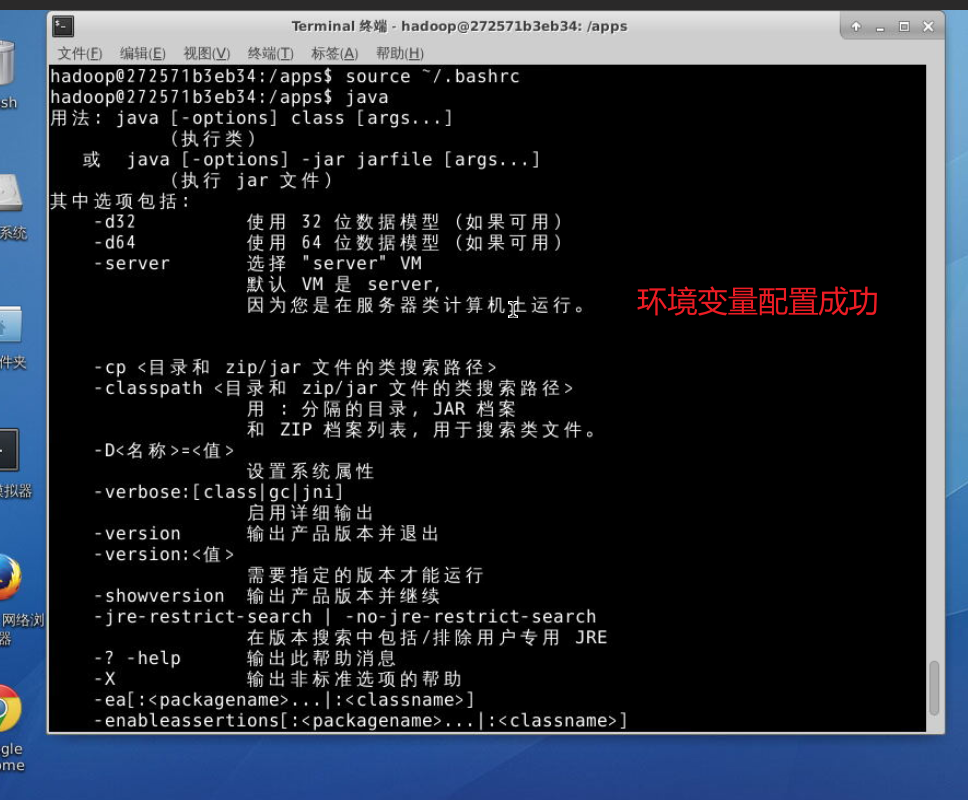 Terminal 终端 - hadoop@272571b3eb34: /apps
文件(F) 编辑(E) 视图(V) 终端(T) 标签(A) 帮助(H)
hadoop@272571b3eb34:/apps$ source ~/.bashrc
hadoop@272571b3eb34:/apps$ java
用法: java [-options] class [args...]
(执行类)
或 java [-options] -jar jarfile [args...]
(执行 jar 文件)
其中选项包括:
-d32 使用 32 位数据模型 (如果可用)
-d64 使用 64 位数据模型 (如果可用)
-server 选择 "server" VM
默认 VM 是 server,
因为您是在服务器类计算机上运行。
环境变量配置成功
-cp <目录和 zip/jar 文件的类搜索路径>
-classpath <目录和 zip/jar 文件的类搜索路径>
用 : 分隔的目录, JAR 档案
和 ZIP 档案列表, 用于搜索类文件。
-D<名称>=<值>
设置系统属性
-verbose:[class|gc|jni]
启用详细输出
-version 输出产品版本并退出
-version:<值>
需要指定的版本才能运行
-showversion 输出产品版本并继续
-jre-restrict-search | -no-jre-restrict-search
在版本搜索中包括/排除用户专用 JRE
-? -help 输出此帮助消息
-X 输出非标准选项的帮助
-ea[:<packagename>...|:<classname>]
-enableassertions[:<packagename>...|:<classname>]
sh
系统
件夹
拟器
网络浏
器
gle
ome